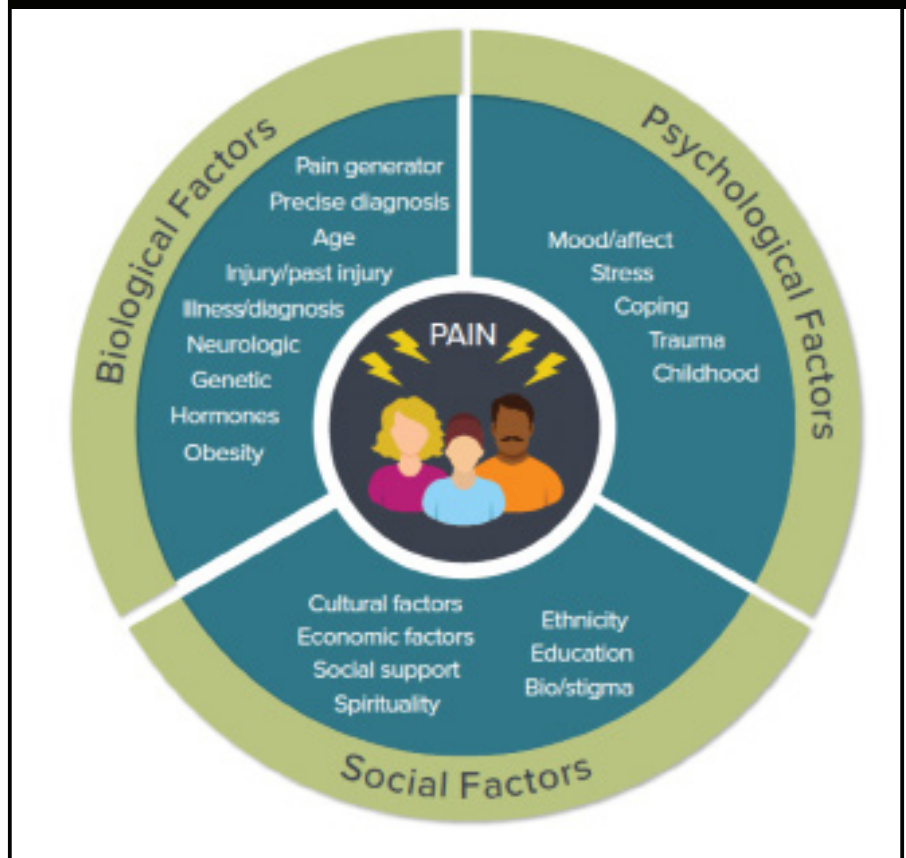 Biological Factors
Pain generator
Precise diagnosis
Age
Injury/past injury
Illness/diagnosis
Neurologic
Genetic
Hormones
Obesity
Psychological Factors
Mood/affect
Stress
Coping
Trauma
Childhood
PAIN
Cultural factors
Economic factors
Social support
Spirituality
Ethnicity
Education
Bio/stigma
Social Factors